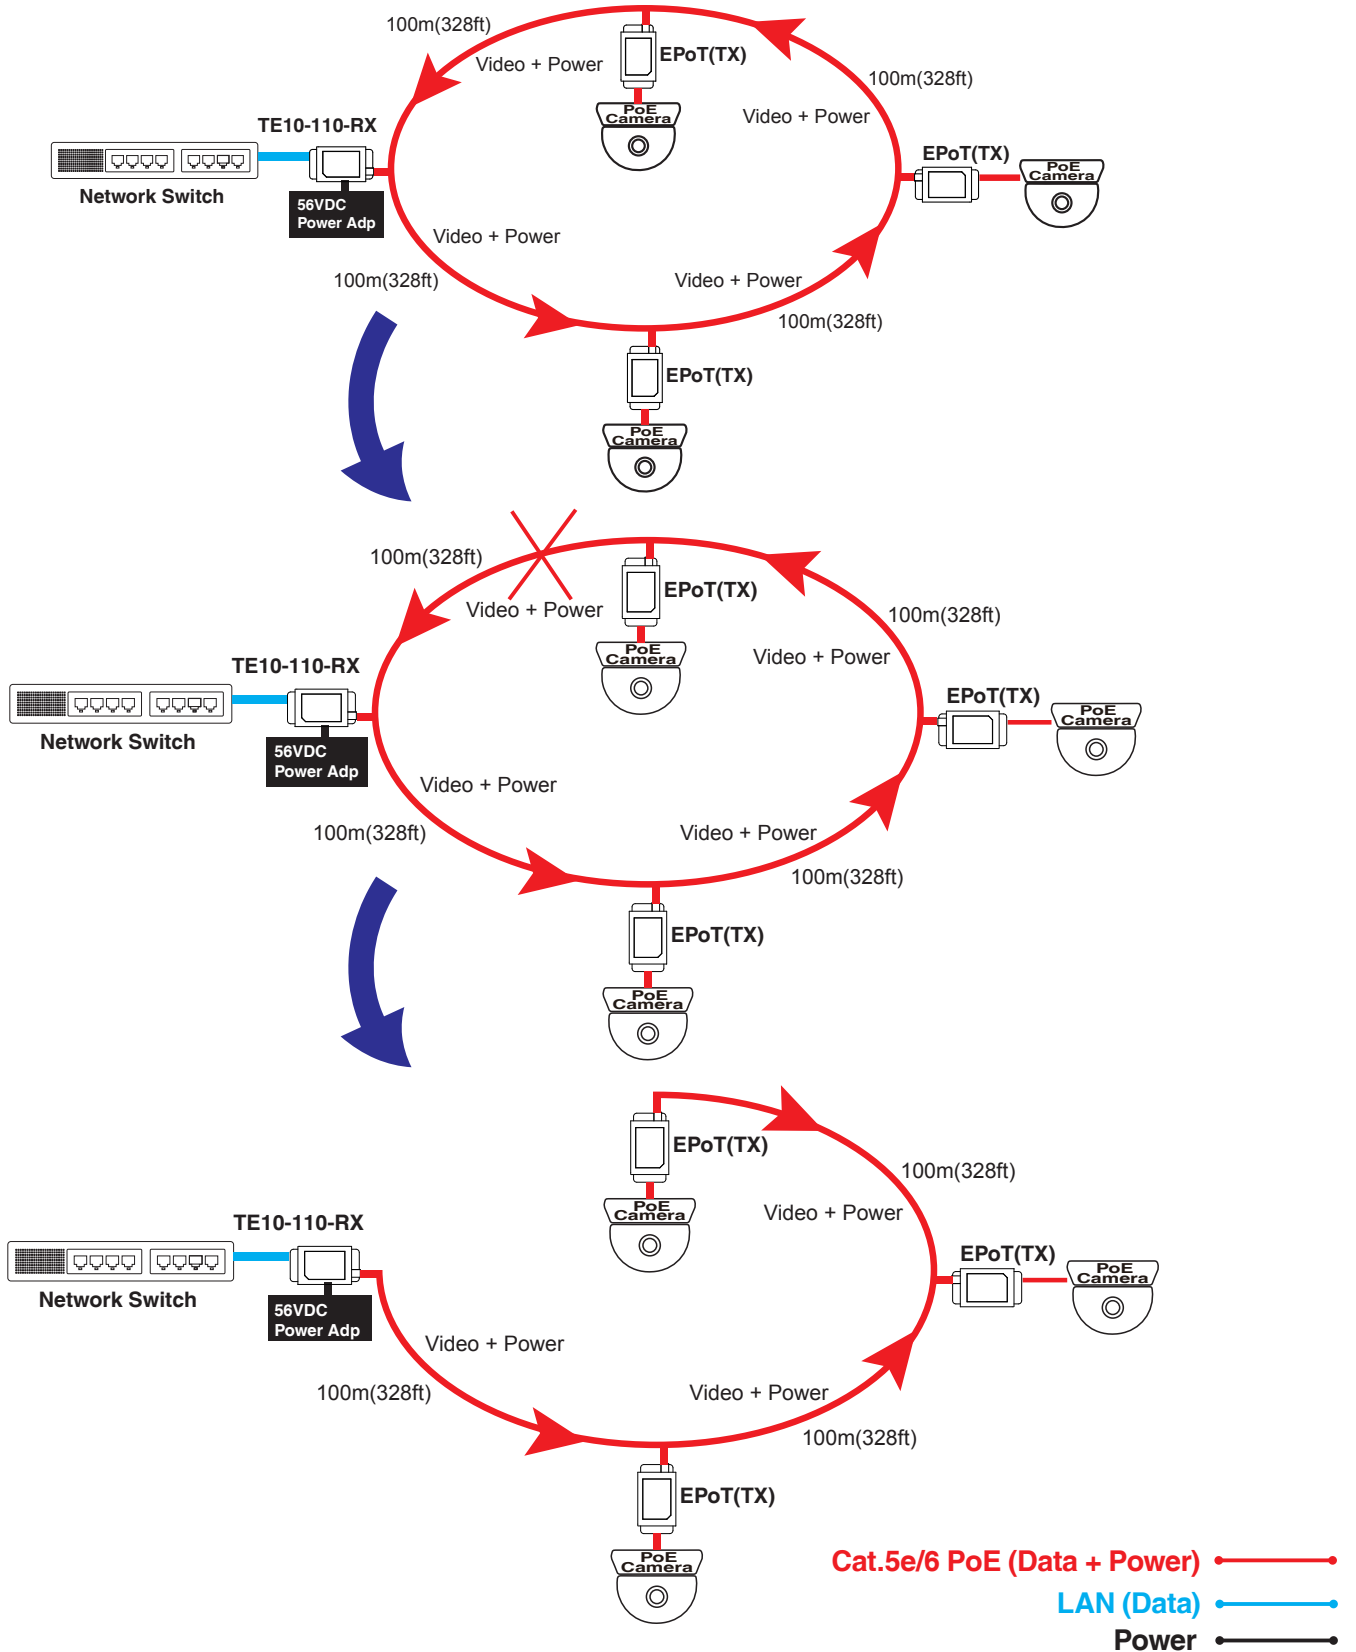 100m(328ft)
EPoT(TX)
Video + Power
100m(328ft)
PoE
Camera
Video + Power
TE10-110-RX
EPoT(TX)
PoE
Camera
Network Switch
56VDC
Power Adp
Video + Power
100m(328ft)
Video + Power
100m(328ft)
EPoT(TX)
PoE
Camera
100m(328ft)
EPoT(TX)
Video + Power
100m(328ft)
PoE
Camera
Video + Power
TE10-110-RX
EPoT(TX)
PoE
Camera
Network Switch
56VDC
Power Adp
Video + Power
100m(328ft)
Video + Power
100m(328ft)
EPoT(TX)
PoE
Camera
EPoT(TX)
100m(328ft)
PoE
Camera
Video + Power
TE10-110-RX
EPoT(TX)
PoE
Camera
Network Switch
56VDC
Power Adp
Video + Power
100m(328ft)
Video + Power
100m(328ft)
EPoT(TX)
PoE
Camera
Cat.5e/6 PoE (Data + Power)
LAN (Data)
Power